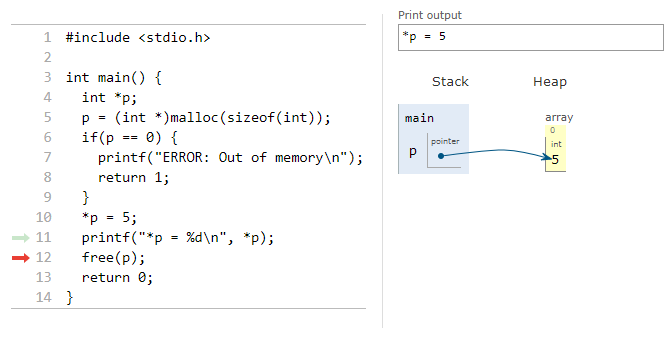 1 #include <stdio.h>
2
3 int main() {
4   int *p;
5   p = (int *)malloc(sizeof(int));
6   if(p == 0) {
7     printf("ERROR: Out of memory\n");
8     return 1;
9   }
10   *p = 5;
11   printf("*p = %d\n", *p);
12   free(p);
13   return 0;
14 }
Print output
*p = 5
Stack Heap
main
p pointer
array
0
int
5